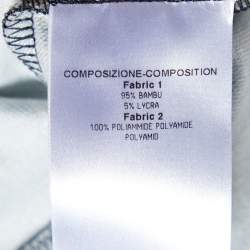 COMPOSIZIONE-COMPOSITION
Fabric 1
95% BAMBU
5% LYCRA
Fabric 2
100% POLIAMMIDE POLYAMIDE
POLYAMID